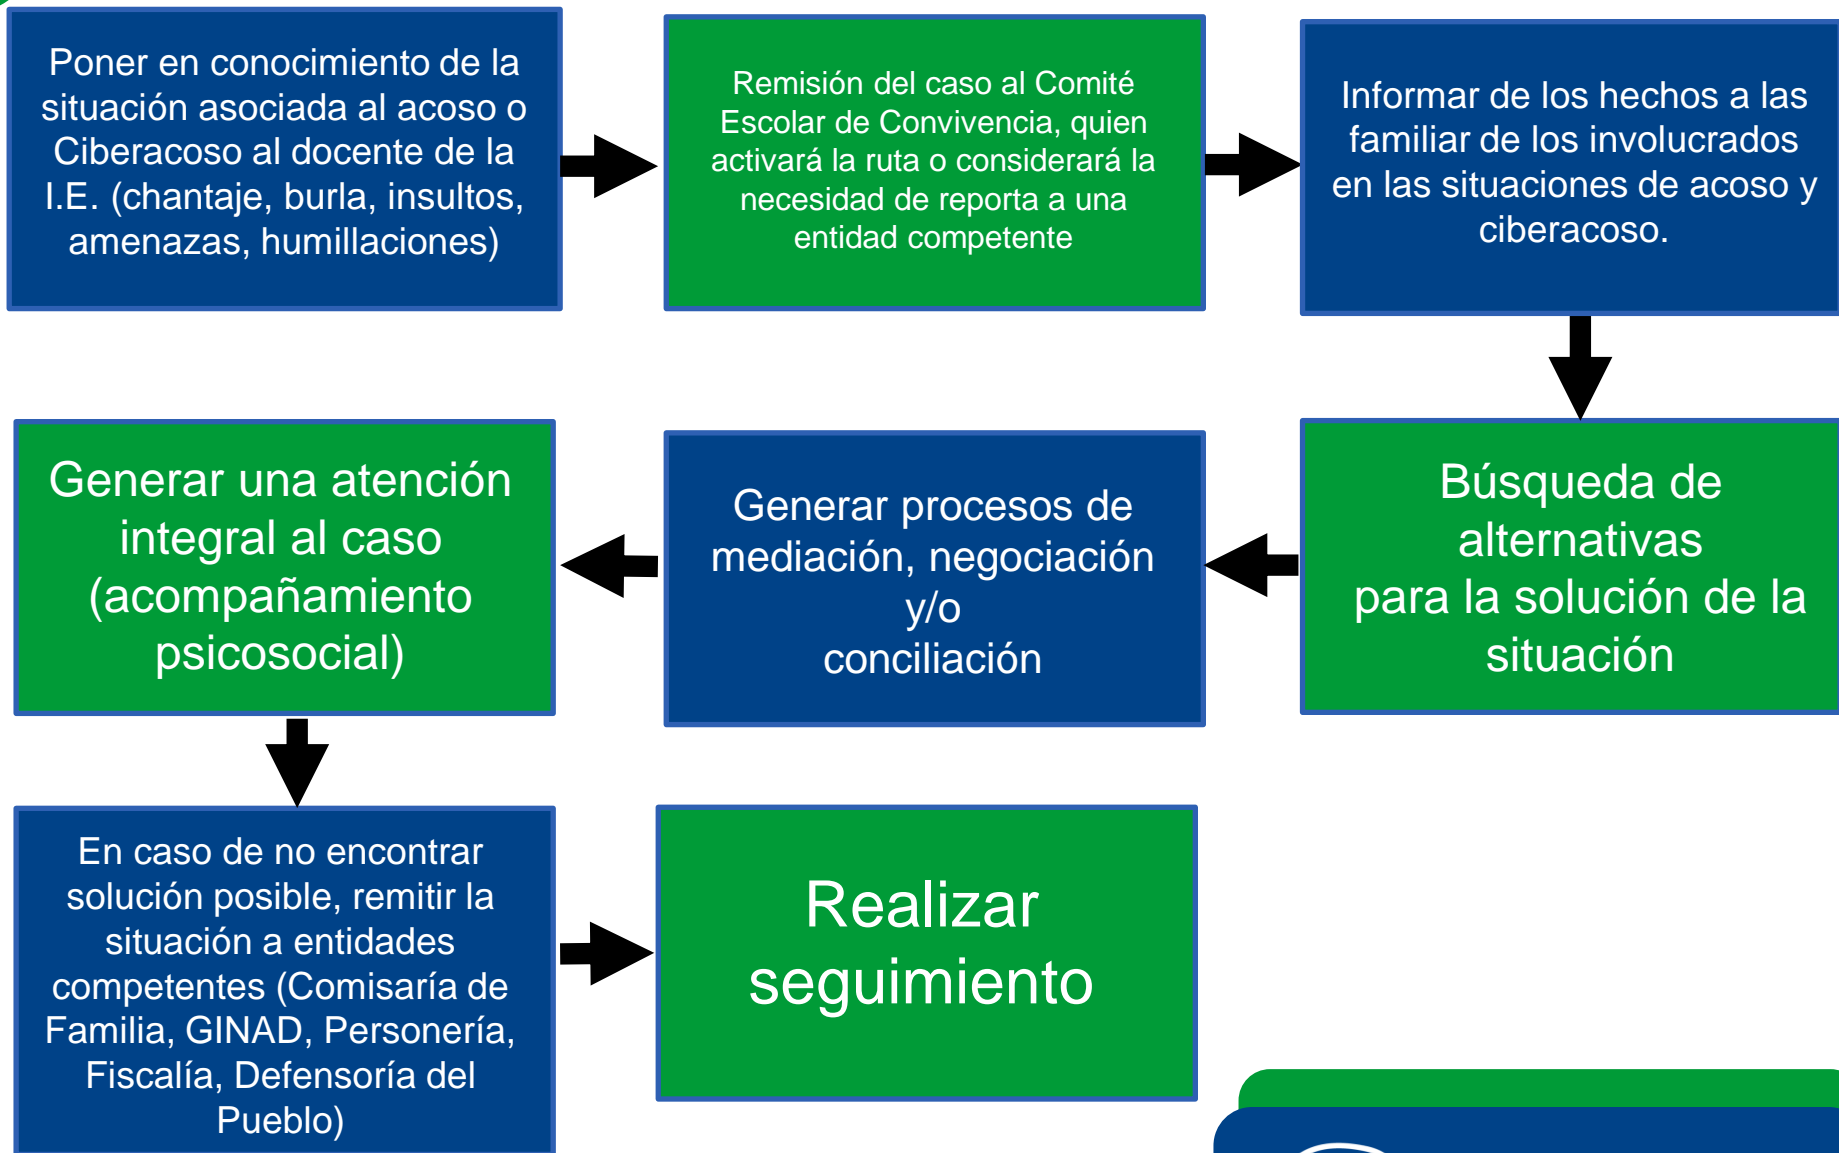 Poner en conocimiento de la
situación asociada al acoso o
Ciberacoso al docente de la
I.E. (chantaje, burla, insultos,
amenazas, humillaciones)
Remisión del caso al Comité
Escolar de Convivencia, quien
activará la ruta o considerará la
necesidad de reporta a una
entidad competente
Informar de los hechos a las
familiar de los involucrados
en las situaciones de acoso y
ciberacoso.
Búsqueda de
alternativas
para la solución de la
situación
Generar procesos de
mediación, negociación
y/o
conciliación
Generar una atención
integral al caso
(acompañamiento
psicosocial)
En caso de no encontrar
solución posible, remitir la
situación a entidades
competentes (Comisaría de
Familia, GINAD, Personería,
Fiscalía, Defensoría del
Pueblo)
Realizar
seguimiento